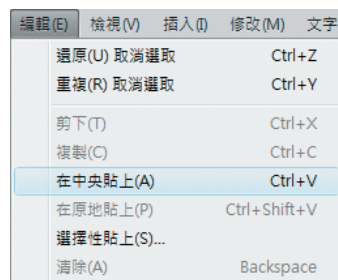 編輯(E) 檢視(V) 插入(I) 修改(M) 文字
還原(U) 取消選取 Ctrl+Z
重複(R) 取消選取 Ctrl+Y
剪下(T) Ctrl+X
複製(C) Ctrl+C
在中央貼上(A) Ctrl+V
在原地貼上(P) Ctrl+Shift+V
選擇性貼上(S)...
清除(A) Backspace